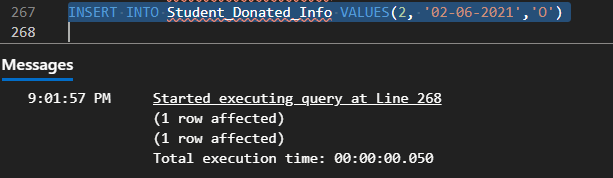 267 INSERT INTO Student_Donated_Info VALUES(2, '02-06-2021','O')
268
Messages
9:01:57 PM Started executing query at Line 268
(1 row affected)
(1 row affected)
Total execution time: 00:00:00.050